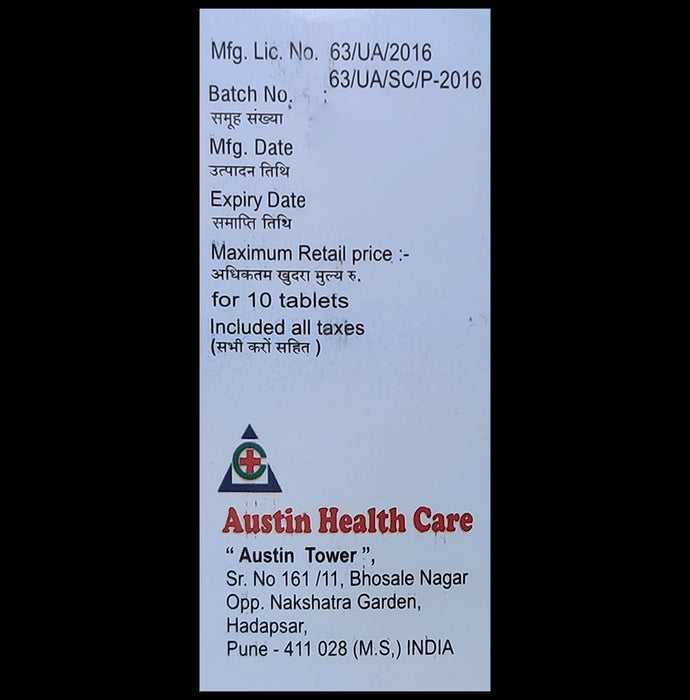 Mfg. Lic. No. 63/UA/2016
63/UA/SC/P-2016
Batch No. :
समूह संख्या
Mfg. Date
उत्पादन तिथि
Expiry Date
समाप्ति तिथि
Maximum Retail price :-
अधिकतम खुदरा मुल्य रु.
for 10 tablets
Included all taxes
(सभी करों सहित )
C
Austin Health Care
“ Austin Tower ”,
Sr. No 161 /11, Bhosale Nagar
Opp. Nakshatra Garden,
Hadapsar,
Pune - 411 028 (M.S,) INDIA